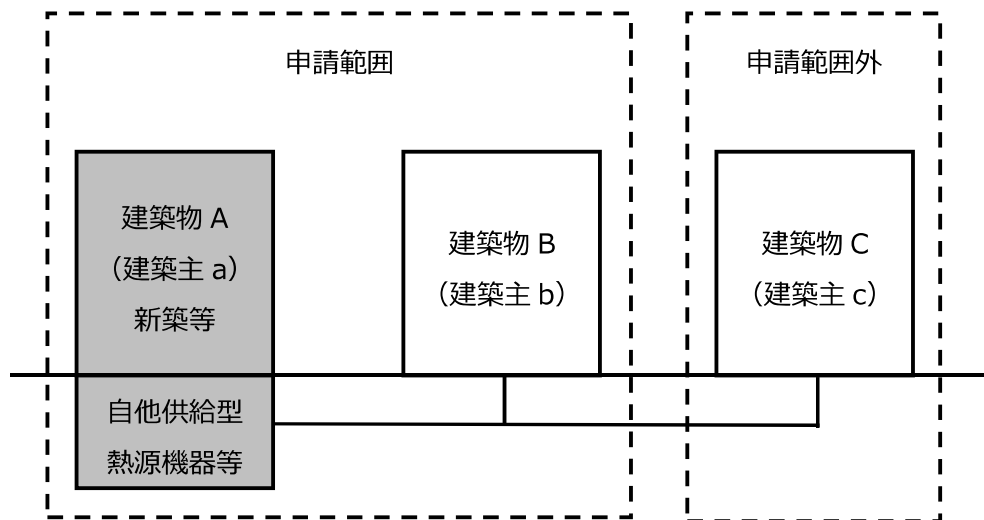 申請範囲
申請範囲外
建築物 A
（建築主 a）
新築等
建築物 B
（建築主 b）
建築物 C
（建築主 c）
自他供給型
熱源機器等